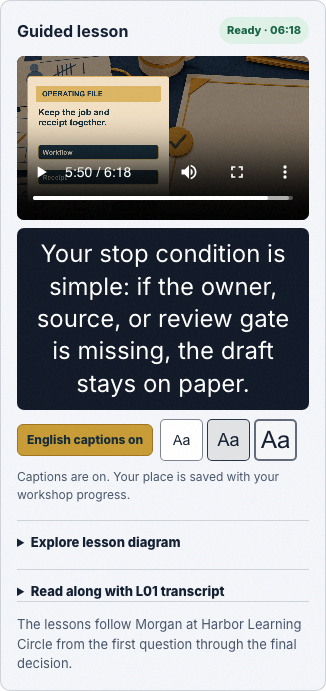 Guided lesson
Ready · 06:18
OPERATING FILE
Keep the job and
receipt together.
Workflow
Receipt
5:50 / 6:18
Your stop condition is
simple: if the owner,
source, or review gate
is missing, the draft
stays on paper.
English captions on
Aa
Aa
Aa
Captions are on. Your place is saved with your
workshop progress.
Explore lesson diagram
Read along with L01 transcript
The lessons follow Morgan at Harbor Learning
Circle from the first question through the final
decision.